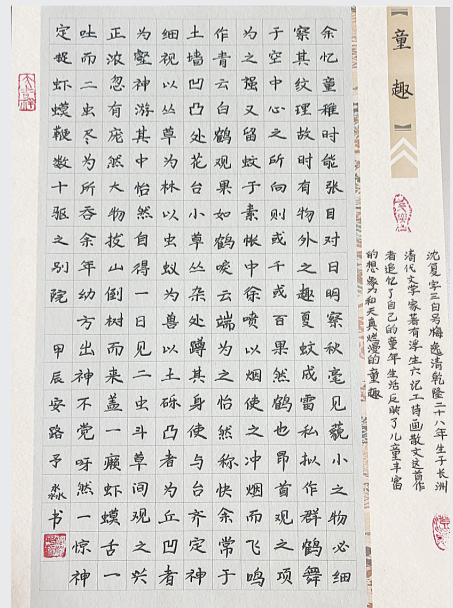 【童趣】
沈复字三白号梅逸清乾隆二十八年生于长洲
清代文学家著有浮生六记工诗画散文这首作
者追忆了自己的童年生活反映了儿童丰富
的想象力和天真烂漫的童趣
余忆童稚时能张目对日明察秋毫见藐小之物必细
察其纹理故时有物外之趣夏蚊成雷私拟作群鹤舞
于空中心之所向则或千或百果然鹤也昂首观之项
为之强又留蚊于素帐中徐喷以烟使之冲烟而飞鸣
作青云白鹤观果如鹤唳云端为之怡然称快余常于
土墙凹凸处花台小草丛杂处蹲其身使与台齐定神
细视以丛草为林以虫蚁为兽以土砾凸者为丘凹者
为壑神游其中怡然自得一日见二虫斗草间观之兴
正浓忽有庞然大物拔山倒树而来盖一癞虾蟆舌一
吐而二虫尽为所吞余年幼方出神不觉呀然一惊神
定捉虾蟆鞭数十驱之别院 甲辰安路予淼书